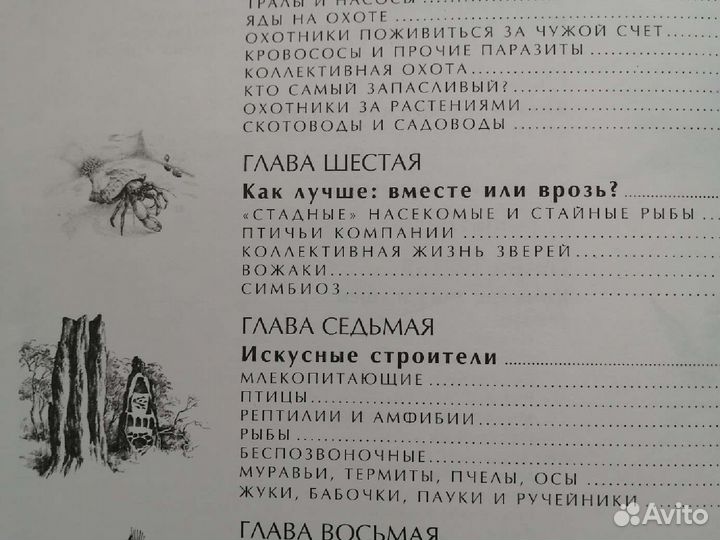 ТРАЛЫ И НАСОСЫ
ЯДЫ НА ОХОТЕ
ОХОТНИКИ ПОЖИВИТЬСЯ ЗА ЧУЖОЙ СЧЕТ
КРОВОСОСЫ И ПРОЧИЕ ПАРАЗИТЫ
КОЛЛЕКТИВНАЯ ОХОТА
КТО САМЫЙ ЗАПАСЛИВЫЙ?
ОХОТНИКИ ЗА РАСТЕНИЯМИ
СКОТОВОДЫ И САДОВОДЫ
ГЛАВА ШЕСТАЯ
Как лучше: вместе или врозь?
«СТАДНЫЕ» НАСЕКОМЫЕ И СТАЙНЫЕ РЫБЫ
ПТИЧЬИ КОМПАНИИ
КОЛЛЕКТИВНАЯ ЖИЗНЬ ЗВЕРЕЙ
ВОЖАКИ
СИМБИОЗ
ГЛАВА СЕДЬМАЯ
Искусные строители
МЛЕКОПИТАЮЩИЕ
ПТИЦЫ
РЕПТИЛИИ И АМФИБИИ
РЫБЫ
БЕСПОЗВОНОЧНЫЕ
МУРАВЬИ, ТЕРМИТЫ, ПЧЕЛЫ, ОСЫ
ЖУКИ, БАБОЧКИ, ПАУКИ И РУЧЕЙНИКИ
ГЛАВА ВОСЬМАЯ
Avito